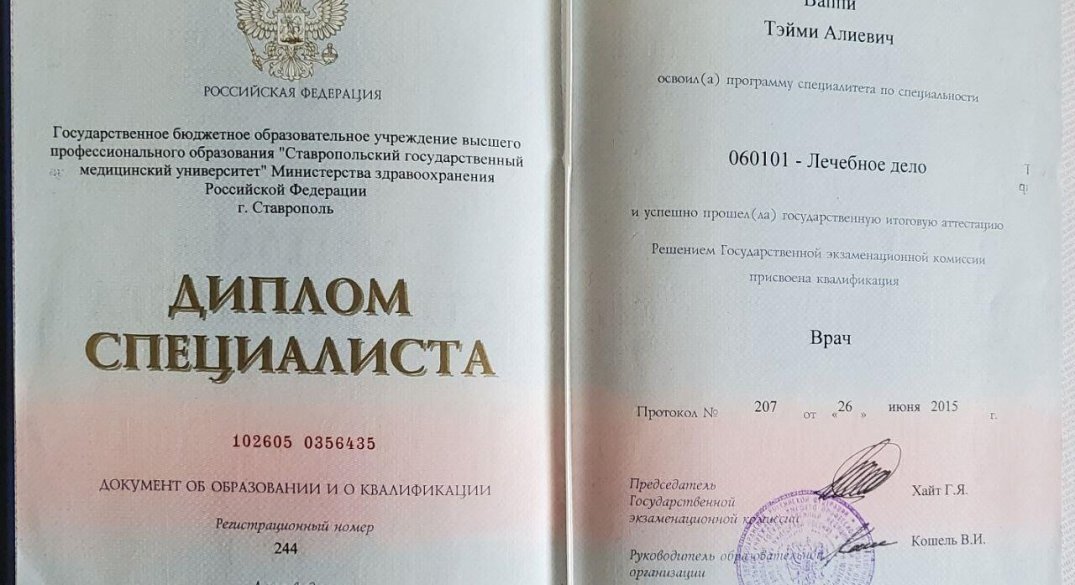 РОССИЙСКАЯ ФЕДЕРАЦИЯ
Государственное бюджетное образовательное учреждение высшего
профессионального образования "Ставропольский государственный
медицинский университет" Министерства здравоохранения
Российской Федерации
г. Ставрополь
ДИПЛОМ
СПЕЦИАЛИСТА
102605 0356435
ДОКУМЕНТ ОБ ОБРАЗОВАНИИ И О КВАЛИФИКАЦИИ
Регистрационный номер
244
Тэйми Алиевич
освоил(а) программу специалитета по специальности
060101 - Лечебное дело
и успешно прошел(ла) государственную итоговую аттестацию
Решением Государственной экзаменационной комиссии
присвоена квалификация
Врач
Протокол № 207 от « 26 » июня 2015 г.
Председатель
Государственной
экзаменационной комиссии
Хайт Г.Я.
Руководитель образовательной
организации
Кошель В.И.